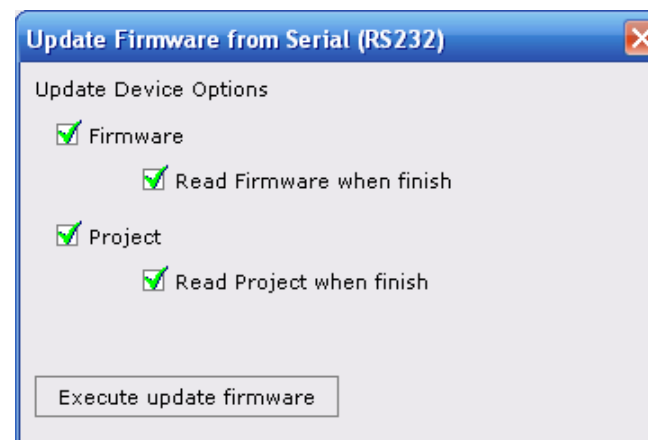 Update Firmware from Serial (RS232)
Update Device Options
Firmware
Read Firmware when finish
Project
Read Project when finish
Execute update firmware